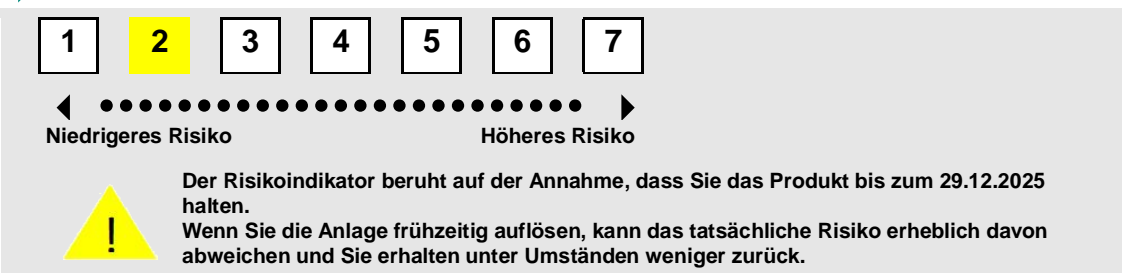 1 2 3 4 5 6 7
Niedrigeres Risiko Höheres Risiko
Der Risikoindikator beruht auf der Annahme, dass Sie das Produkt bis zum 29.12.2025
halten.
! Wenn Sie die Anlage frühzeitig auflösen, kann das tatsächliche Risiko erheblich davon
abweichen und Sie erhalten unter Umständen weniger zurück.